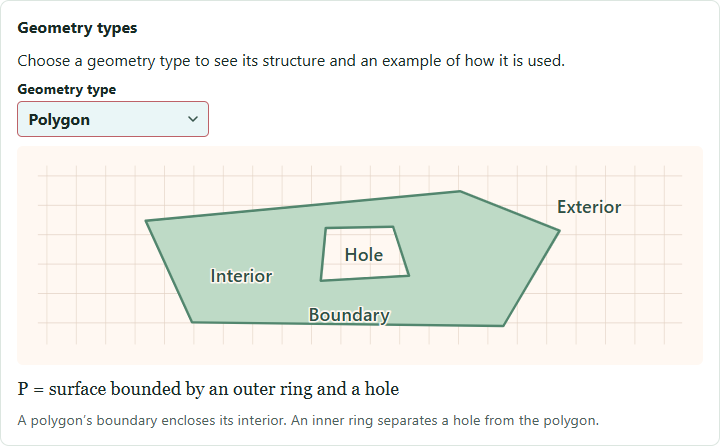 Geometry types
Choose a geometry type to see its structure and an example of how it is used.
Geometry type
Polygon
Exterior
Hole
Interior
Boundary
P = surface bounded by an outer ring and a hole
A polygon’s boundary encloses its interior. An inner ring separates a hole from the polygon.